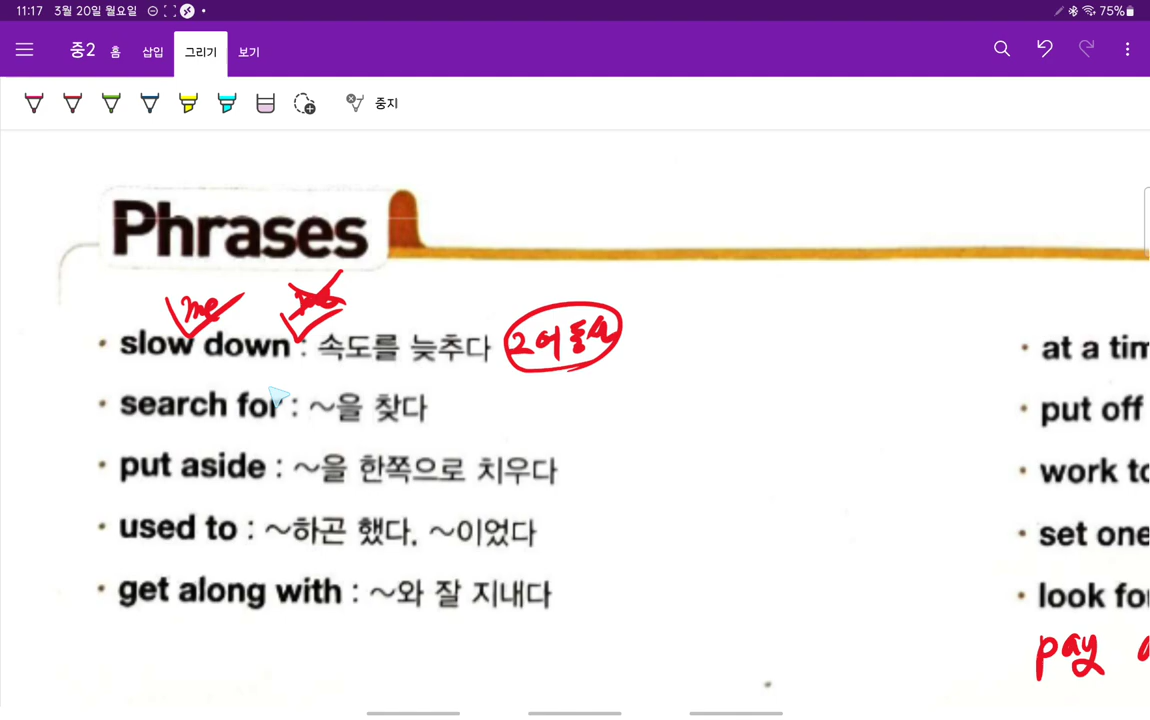 11:17 3월 20일 월요일 75%
중2 홈 삽입 그리기 보기
중지
Phrases
me
slow down : 속도를 늦추다 2어동사
search for : ~을 찾다
put aside : ~을 한쪽으로 치우다
used to : ~하곤 했다, ~이었다
get along with : ~와 잘 지내다
at a tim
put off
work to
set one
look for
pay